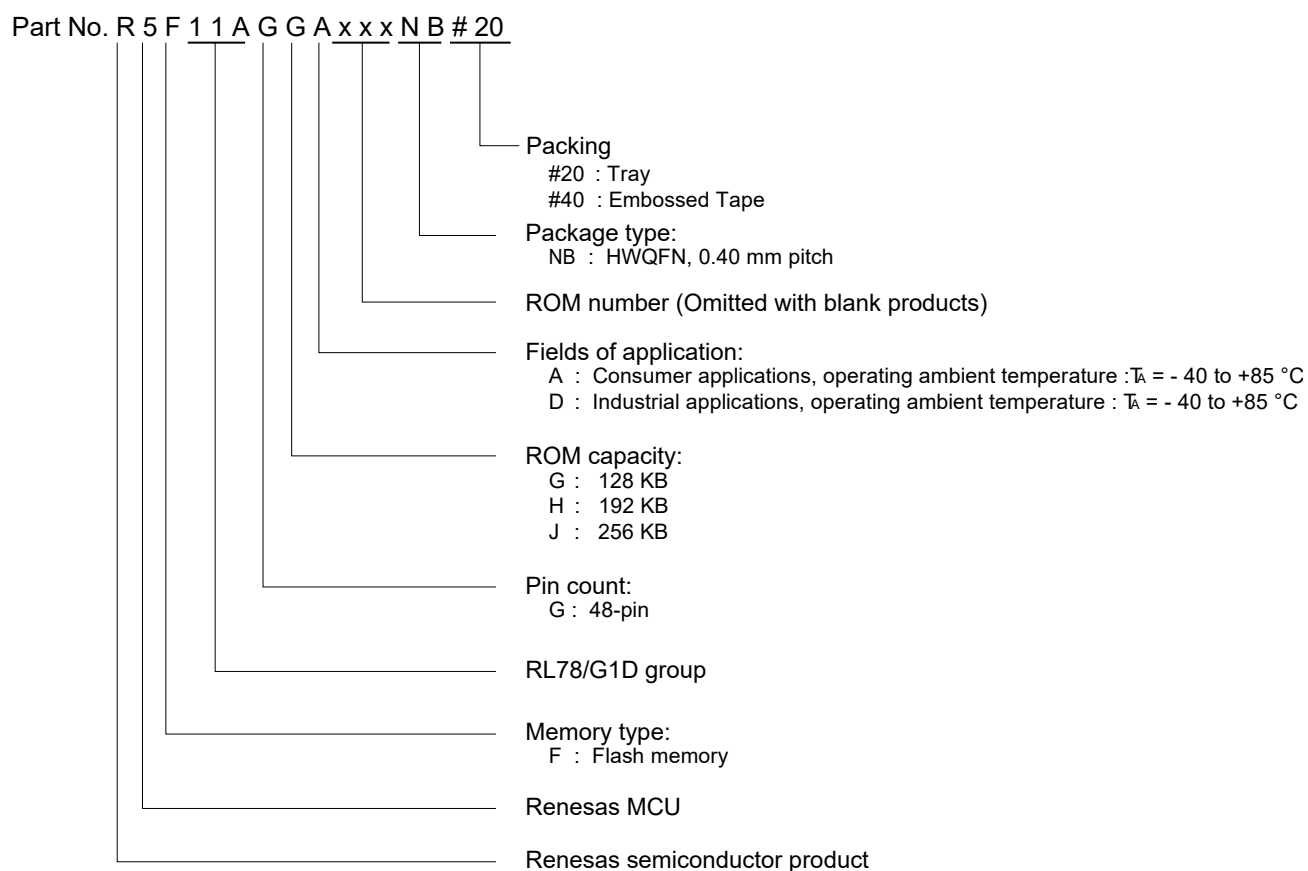 Part No. R 5 F 1 1 A G G A x x x N B # 20
Packing
#20 : Tray
#40 : Embossed Tape
Package type:
NB : HWQFN, 0.40 mm pitch
ROM number (Omitted with blank products)
Fields of application:
A : Consumer applications, operating ambient temperature :TA = - 40 to +85 °C
D : Industrial applications, operating ambient temperature : TA = - 40 to +85 °C
ROM capacity:
G : 128 KB
H : 192 KB
J : 256 KB
Pin count:
G : 48-pin
RL78/G1D group
Memory type:
F : Flash memory
Renesas MCU
Renesas semiconductor product